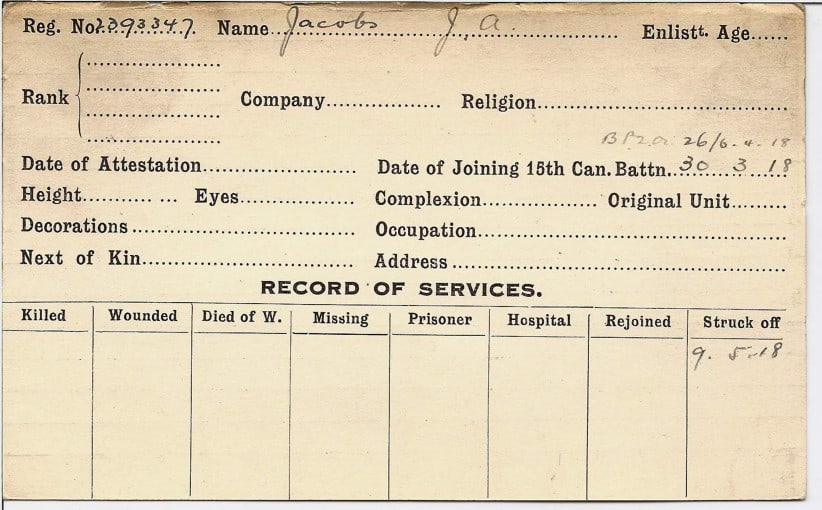 Reg. No. 2393347. Name Jacobs J. A. Enlistt. Age
Rank
Company Religion
26/6.4.18
Date of Attestation Date of Joining 15th Can. Battn. 30 3 18
Height Eyes Complexion Original Unit
Decorations Occupation
Next of Kin Address
RECORD OF SERVICES.
Killed Wounded Died of W. Missing Prisoner Hospital Rejoined Struck off
9. 5.18